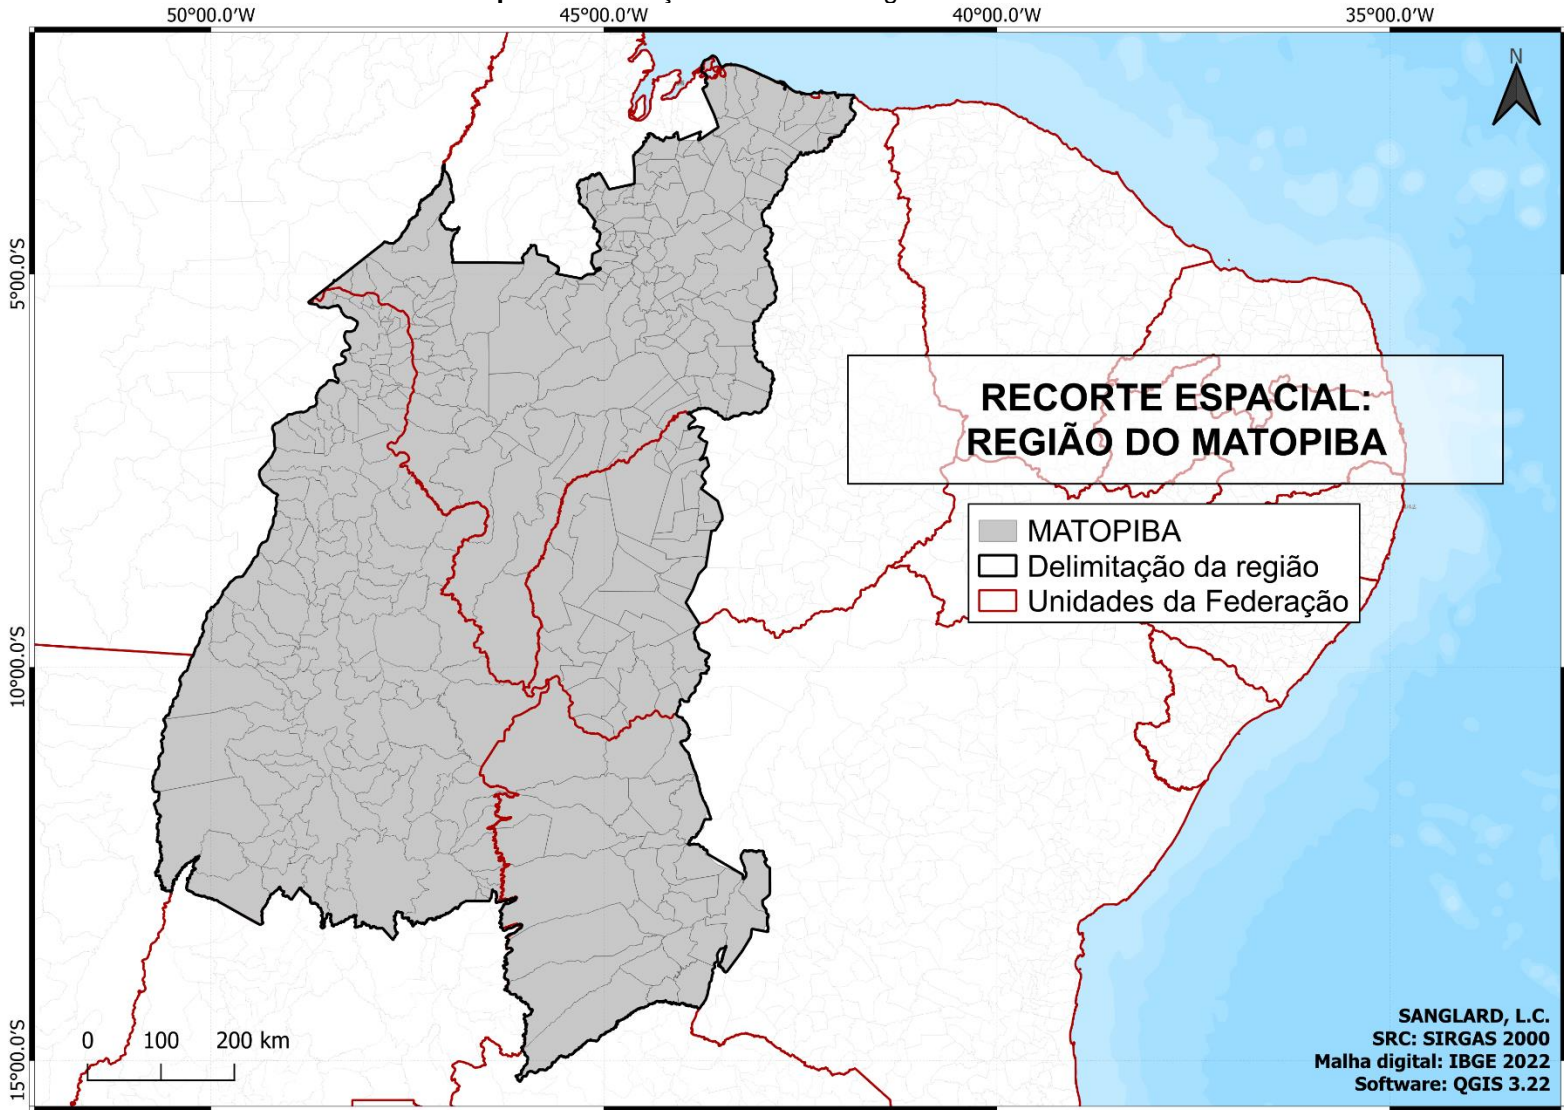 50°00.0'W 45°00.0'W 40°00.0'W 35°00.0'W
N
5°00.0'S
10°00.0'S
15°00.0'S
RECORTE ESPACIAL:
REGIÃO DO MATOPIBA
MATOPIBA
Delimitação da região
Unidades da Federação
0 100 200 km
SANGLARD, L.C.
SRC: SIRGAS 2000
Malha digital: IBGE 2022
Software: QGIS 3.22